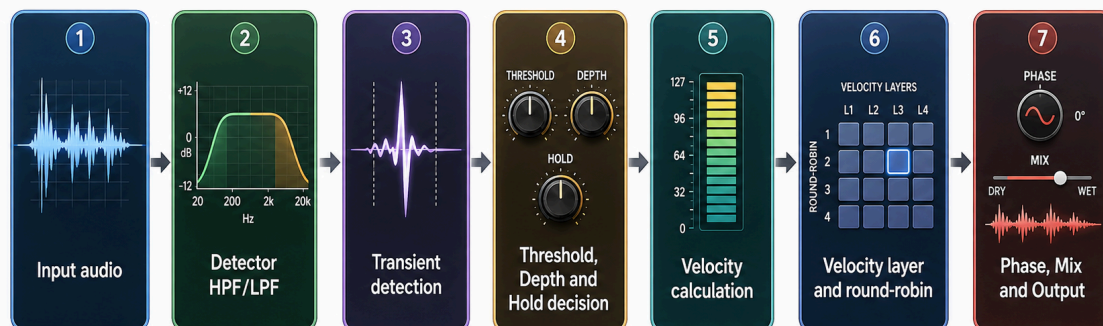 1
Input audio
2
+12
0
dB
-12
20 200 2k 20k
Hz
Detector
HPF/LPF
3
Transient
detection
4
THRESHOLD DEPTH
HOLD
Threshold,
Depth and
Hold decision
5
127
96
64
32
0
Velocity
calculation
6
VELOCITY LAYERS
L1 L2 L3 L4
ROUND-ROBIN
1
2
3
4
Velocity layer
and round-robin
7
PHASE
0°
MIX
DRY WET
Phase, Mix
and Output